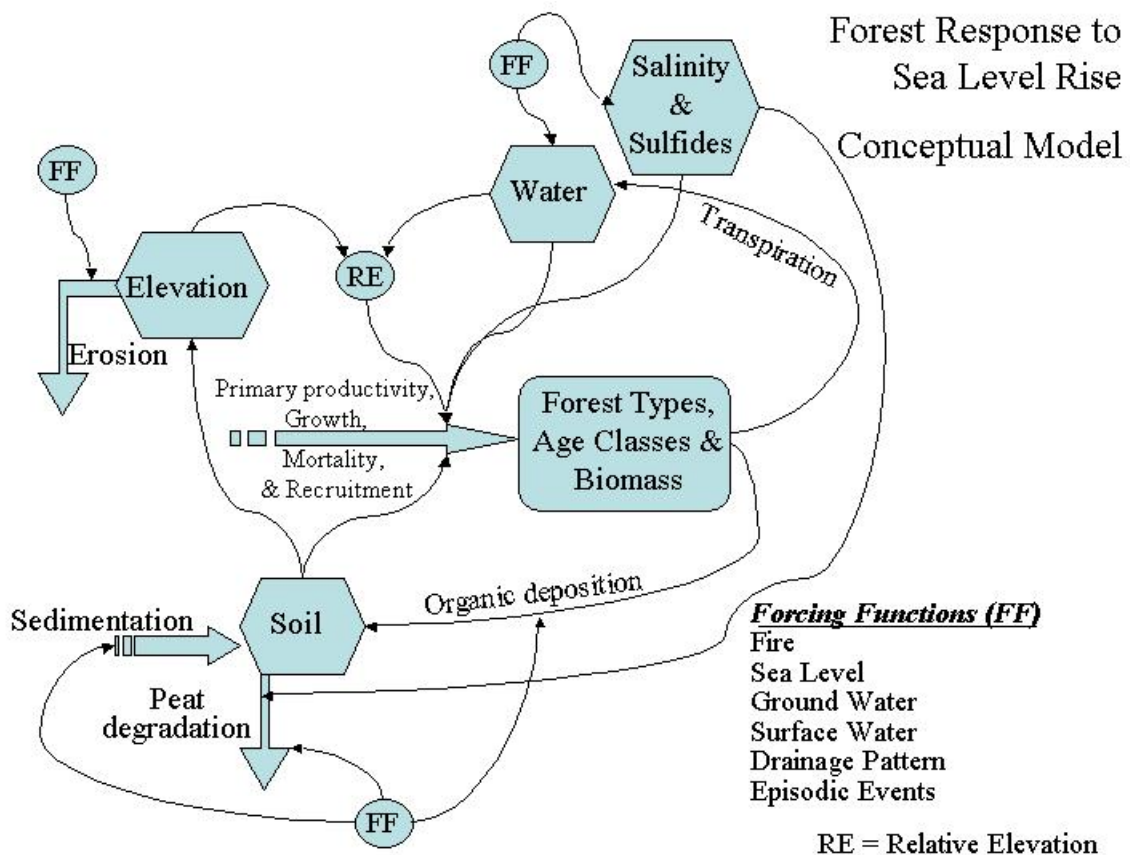 Forest Response to
Sea Level Rise
Conceptual Model
FF
Salinity
&
Sulfides
FF
Water
Transpiration
Elevation
RE
Erosion
Primary productivity,
Growth,
Mortality,
& Recruitment
Forest Types,
Age Classes &
Biomass
Organic deposition
Sedimentation
Soil
Peat
degradation
FF
Forcing Functions (FF)
Fire
Sea Level
Ground Water
Surface Water
Drainage Pattern
Episodic Events
RE = Relative Elevation